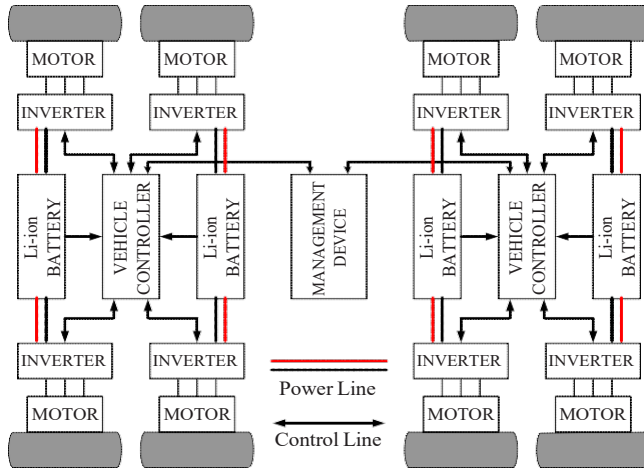 MOTOR
MOTOR
MOTOR
MOTOR
INVERTER
INVERTER
INVERTER
INVERTER
Li-ion
BATTERY
VEHICLE
CONTROLLER
Li-ion
BATTERY
MANAGEMENT
DEVICE
Li-ion
BATTERY
VEHICLE
CONTROLLER
Li-ion
BATTERY
INVERTER
INVERTER
INVERTER
INVERTER
Power Line
MOTOR
MOTOR
MOTOR
MOTOR
Control Line